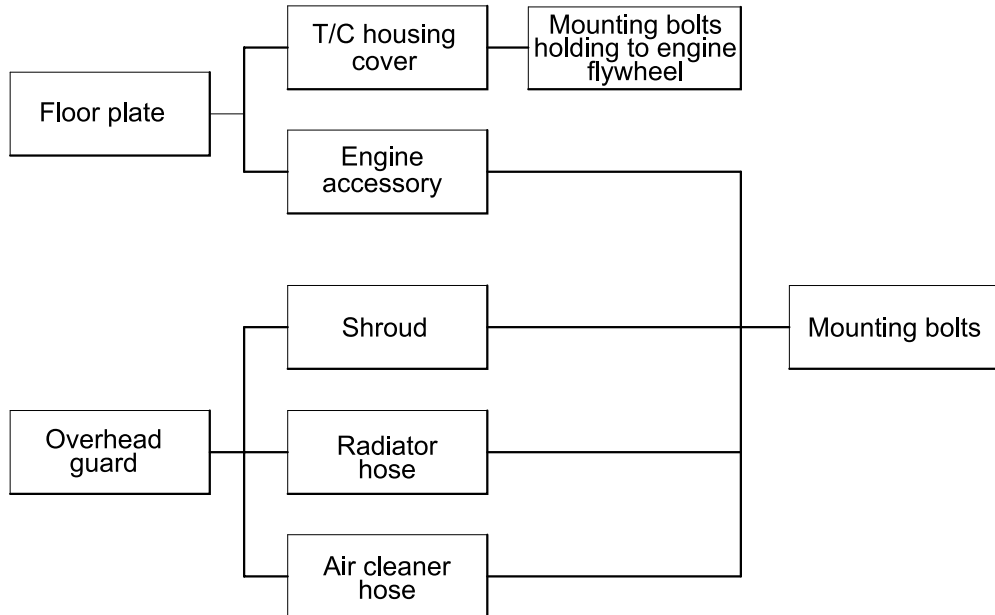 T/C housing
cover
Mounting bolts
holding to engine
flywheel
Floor plate
Engine
accessory
Shroud
Mounting bolts
Overhead
guard
Radiator
hose
Air cleaner
hose